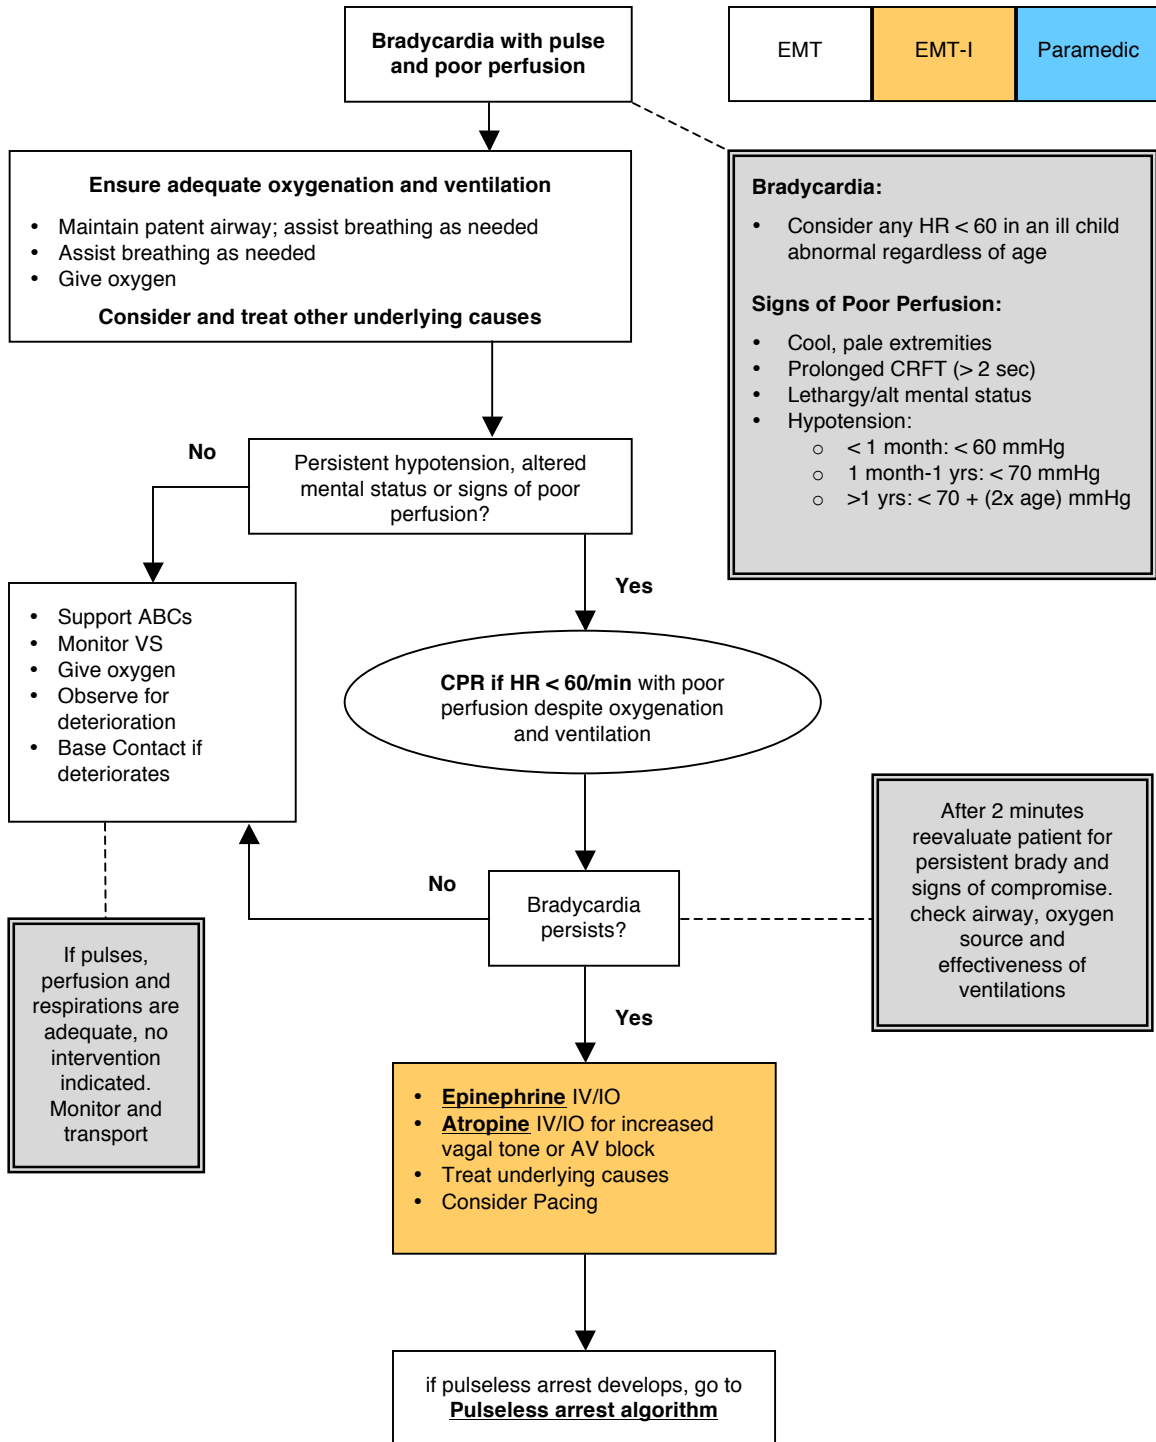 Bradycardia with pulse
and poor perfusion
EMT
EMT-I
Paramedic
Ensure adequate oxygenation and ventilation
• Maintain patent airway; assist breathing as needed
• Assist breathing as needed
• Give oxygen
Consider and treat other underlying causes
Bradycardia:
• Consider any HR < 60 in an ill child
abnormal regardless of age
Signs of Poor Perfusion:
• Cool, pale extremities
• Prolonged CRFT (> 2 sec)
• Lethargy/alt mental status
• Hypotension:
o < 1 month: < 60 mmHg
o 1 month-1 yrs: < 70 mmHg
o >1 yrs: < 70 + (2x age) mmHg
No
Persistent hypotension, altered
mental status or signs of poor
perfusion?
Yes
• Support ABCs
• Monitor VS
• Give oxygen
• Observe for
deterioration
• Base Contact if
deteriorates
CPR if HR < 60/min with poor
perfusion despite oxygenation
and ventilation
After 2 minutes
reevaluate patient for
persistent brady and
signs of compromise.
check airway, oxygen
source and
effectiveness of
ventilations
No
Bradycardia
persists?
If pulses,
perfusion and
respirations are
adequate, no
intervention
indicated.
Monitor and
transport
Yes
• Epinephrine IV/IO
• Atropine IV/IO for increased
vagal tone or AV block
• Treat underlying causes
• Consider Pacing
if pulseless arrest develops, go to
Pulseless arrest algorithm